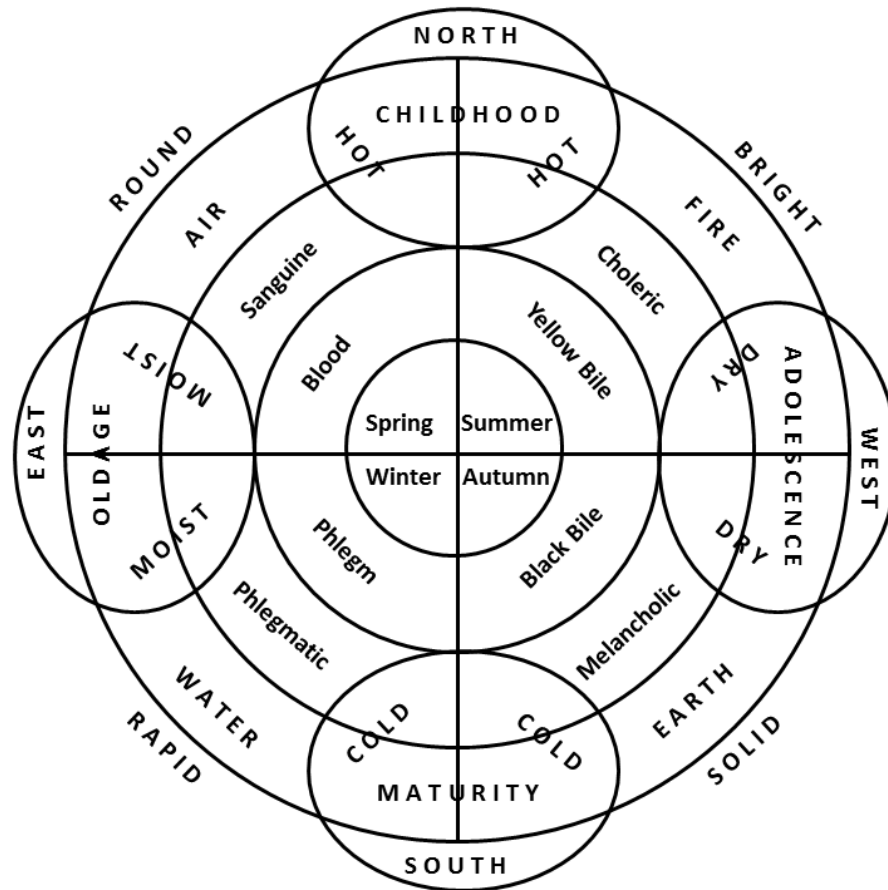 NORTH
CHILDHOOD
HOT
HOT
ROUND
BRIGHT
AIR
FIRE
Sanguine
Choleric
Blood
Yellow Bile
MOIST
DRY
EAST
OLDAGE
ADOLESCENCE
WEST
Spring
Summer
Winter
Autumn
MOIST
DRY
Phlegm
Black Bile
Phlegmatic
Melancholic
WATER
EARTH
RAPID
SOLID
COLD
COLD
MATURITY
SOUTH